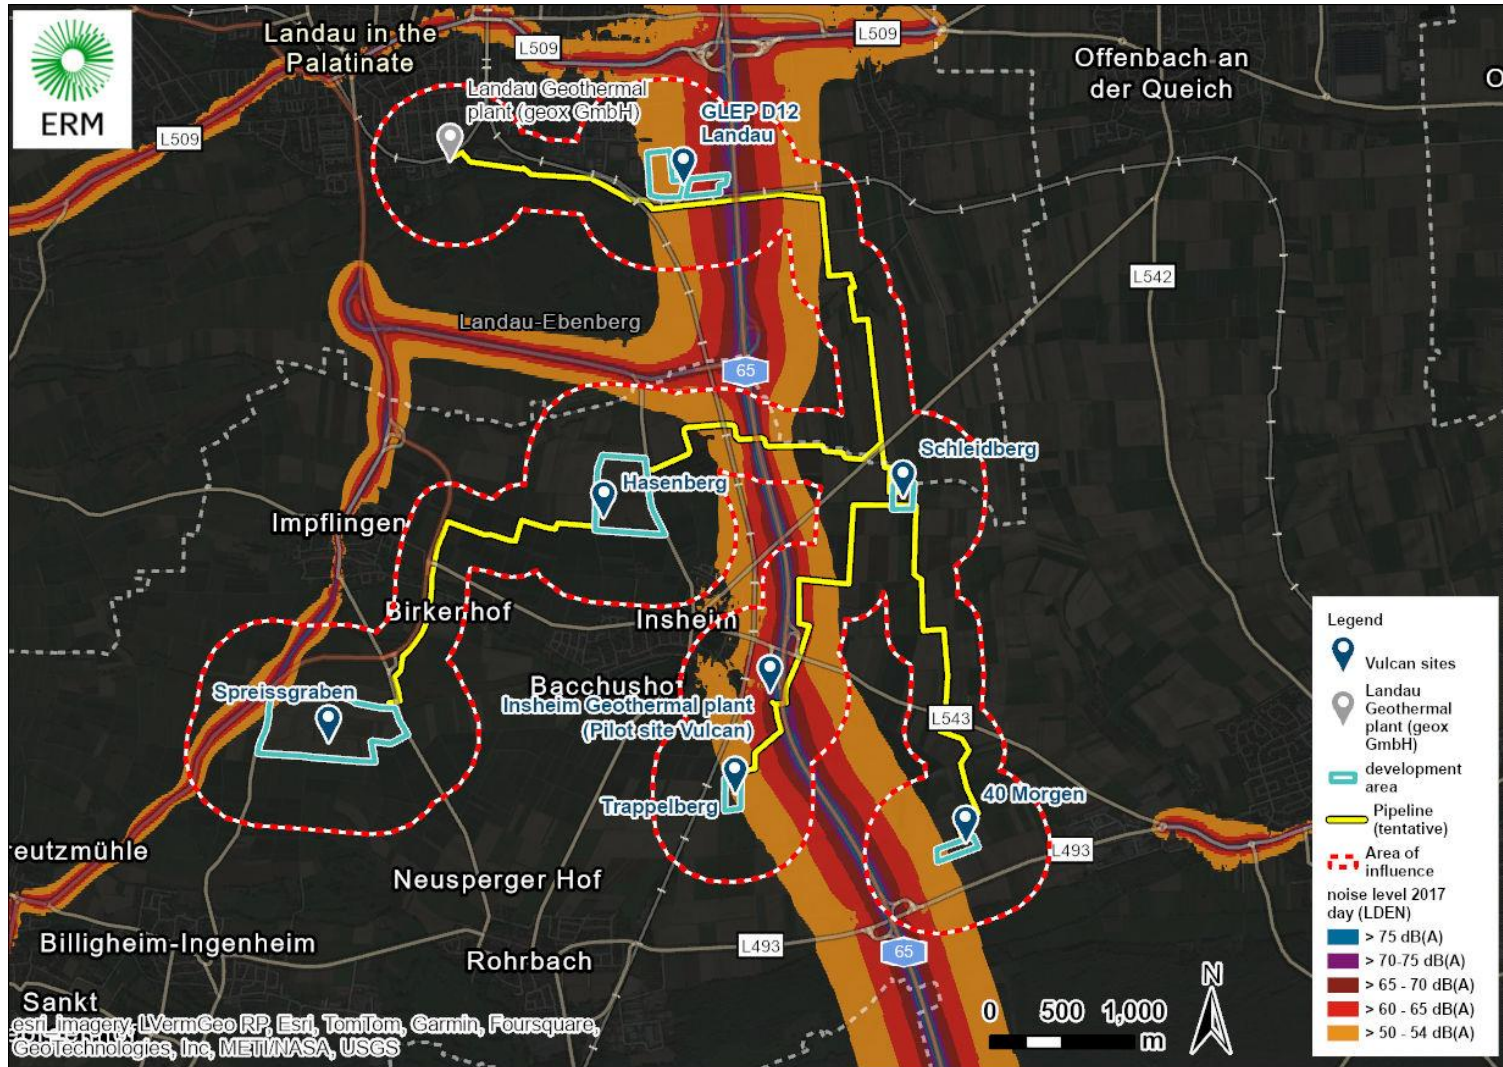 ERM
Landau in the
Palatinate
L509
L509
L509
Offenbach an
der Queich
O
Landau Geothermal
plant (geox GmbH)
GLEP D12
Landau
L542
Landau-Ebenberg
65
Schleidberg
Hasenberg
Impflingen
Birkenhof
Insheim
Bacchushof
Spreissgraben
Insheim Geothermal plant
(Pilot site Vulcan)
L543
Trappelberg
40 Morgen
L493
reutzmühle
Neusperger Hof
Billigheim-Ingenheim
Rohrbach
L493
65
Sankt
esri_Imagery, LVermGeo RP, Esri, TomTom, Garmin, Foursquare,
GeoTechnologies, Inc, METI/NASA, USGS
0 500 1,000
m
N
Legend
Vulcan sites
Landau
Geothermal
plant (geox
GmbH)
development
area
Pipeline
(tentative)
Area of
influence
noise level 2017
day (LDEN)
> 75 dB(A)
> 70-75 dB(A)
> 65 - 70 dB(A)
> 60 - 65 dB(A)
> 50 - 54 dB(A)